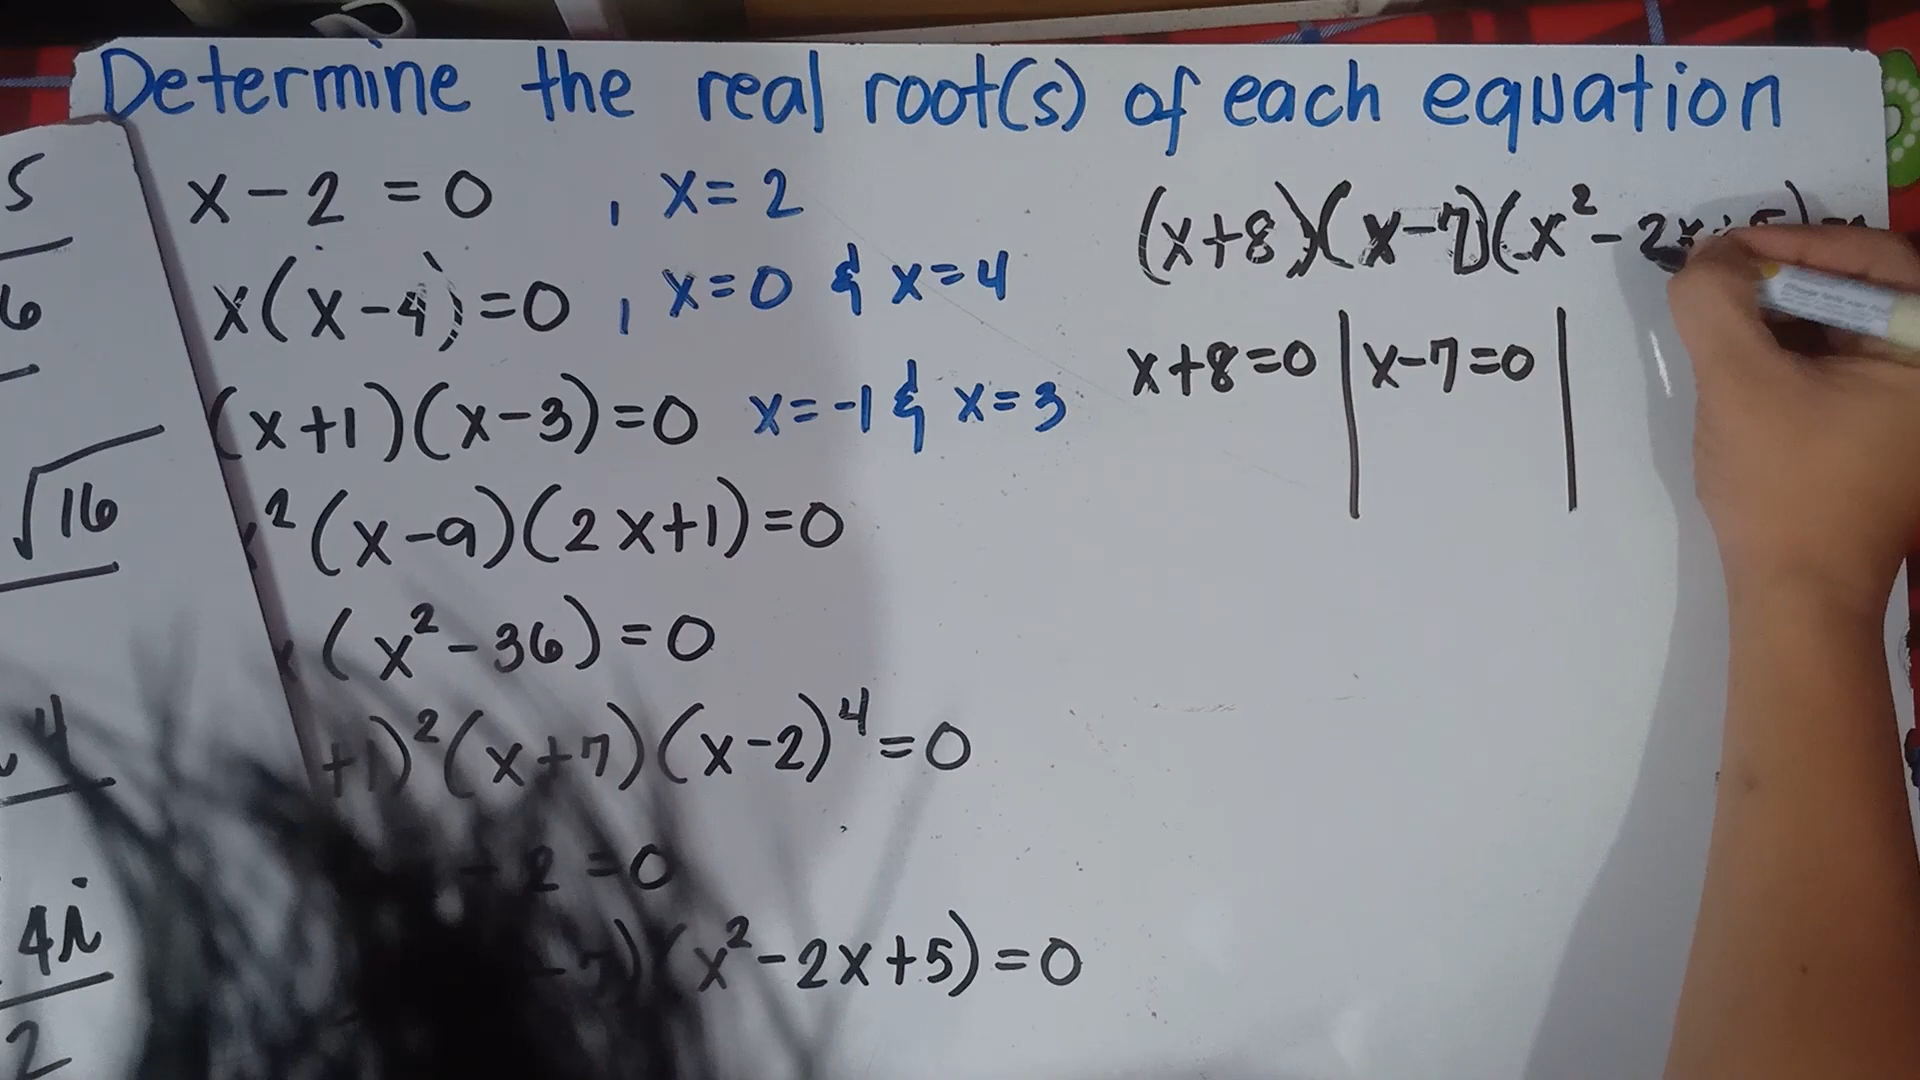 Determine the real root(s) of each equation
x - 2 = 0 , x = 2
x(x - 4) = 0 , x = 0 & x = 4
(x + 1)(x - 3) = 0 x = -1 & x = 3
²(x - 9)(2x + 1) = 0
(x² - 36) = 0
+1)²(x + 7)(x - 2)⁴ = 0
- 2 = 0
- 7)(x² - 2x + 5) = 0
(x + 8)(x - 7)(x² - 2x
x + 8 = 0 | x - 7 = 0 |
5
6
√16
4
4i
2